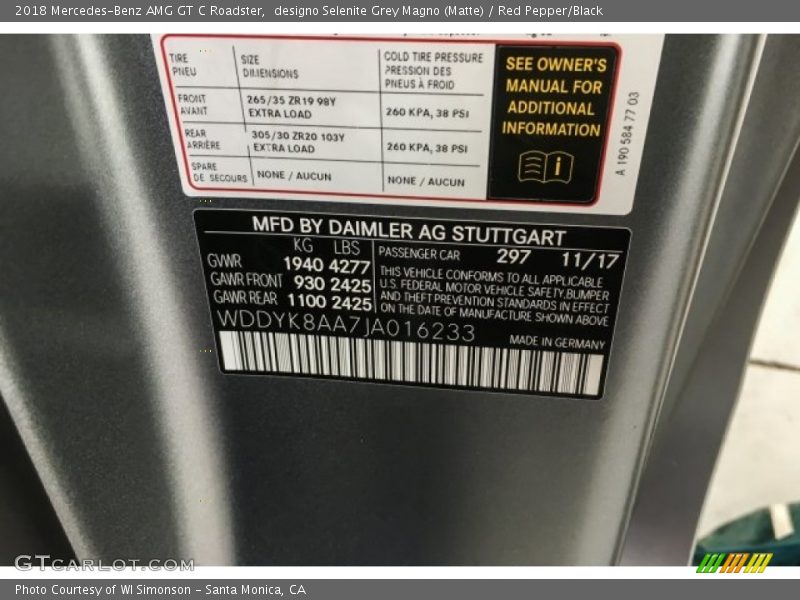 2018 Mercedes-Benz AMG GT C Roadster,  designo Selenite Grey Magno (Matte) / Red Pepper/Black
TIRE PNEU
SIZE DIMENSIONS
COLD TIRE PRESSURE PRESSION DES PNEUS À FROID
FRONT AVANT
265/35 ZR19 98Y EXTRA LOAD
260 KPA, 38 PSI
REAR ARRIÈRE
305/30 ZR20 103Y EXTRA LOAD
260 KPA, 38 PSI
SPARE DE SECOURS
NONE / AUCUN
NONE / AUCUN
SEE OWNER'S
MANUAL FOR
ADDITIONAL
INFORMATION
A 190 584 77 03
MFD BY DAIMLER AG STUTTGART
KG LBS
GVWR 1940 4277
GAWR FRONT 930 2425
GAWR REAR 1100 2425
PASSENGER CAR 297 11/17
THIS VEHICLE CONFORMS TO ALL APPLICABLE
U.S. FEDERAL MOTOR VEHICLE SAFETY,BUMPER
AND THEFT PREVENTION STANDARDS IN EFFECT
ON THE DATE OF MANUFACTURE SHOWN ABOVE
WDDYK8AA7JA016233
MADE IN GERMANY
GTCARLOT.COM
Photo Courtesy of WI Simonson - Santa Monica, CA